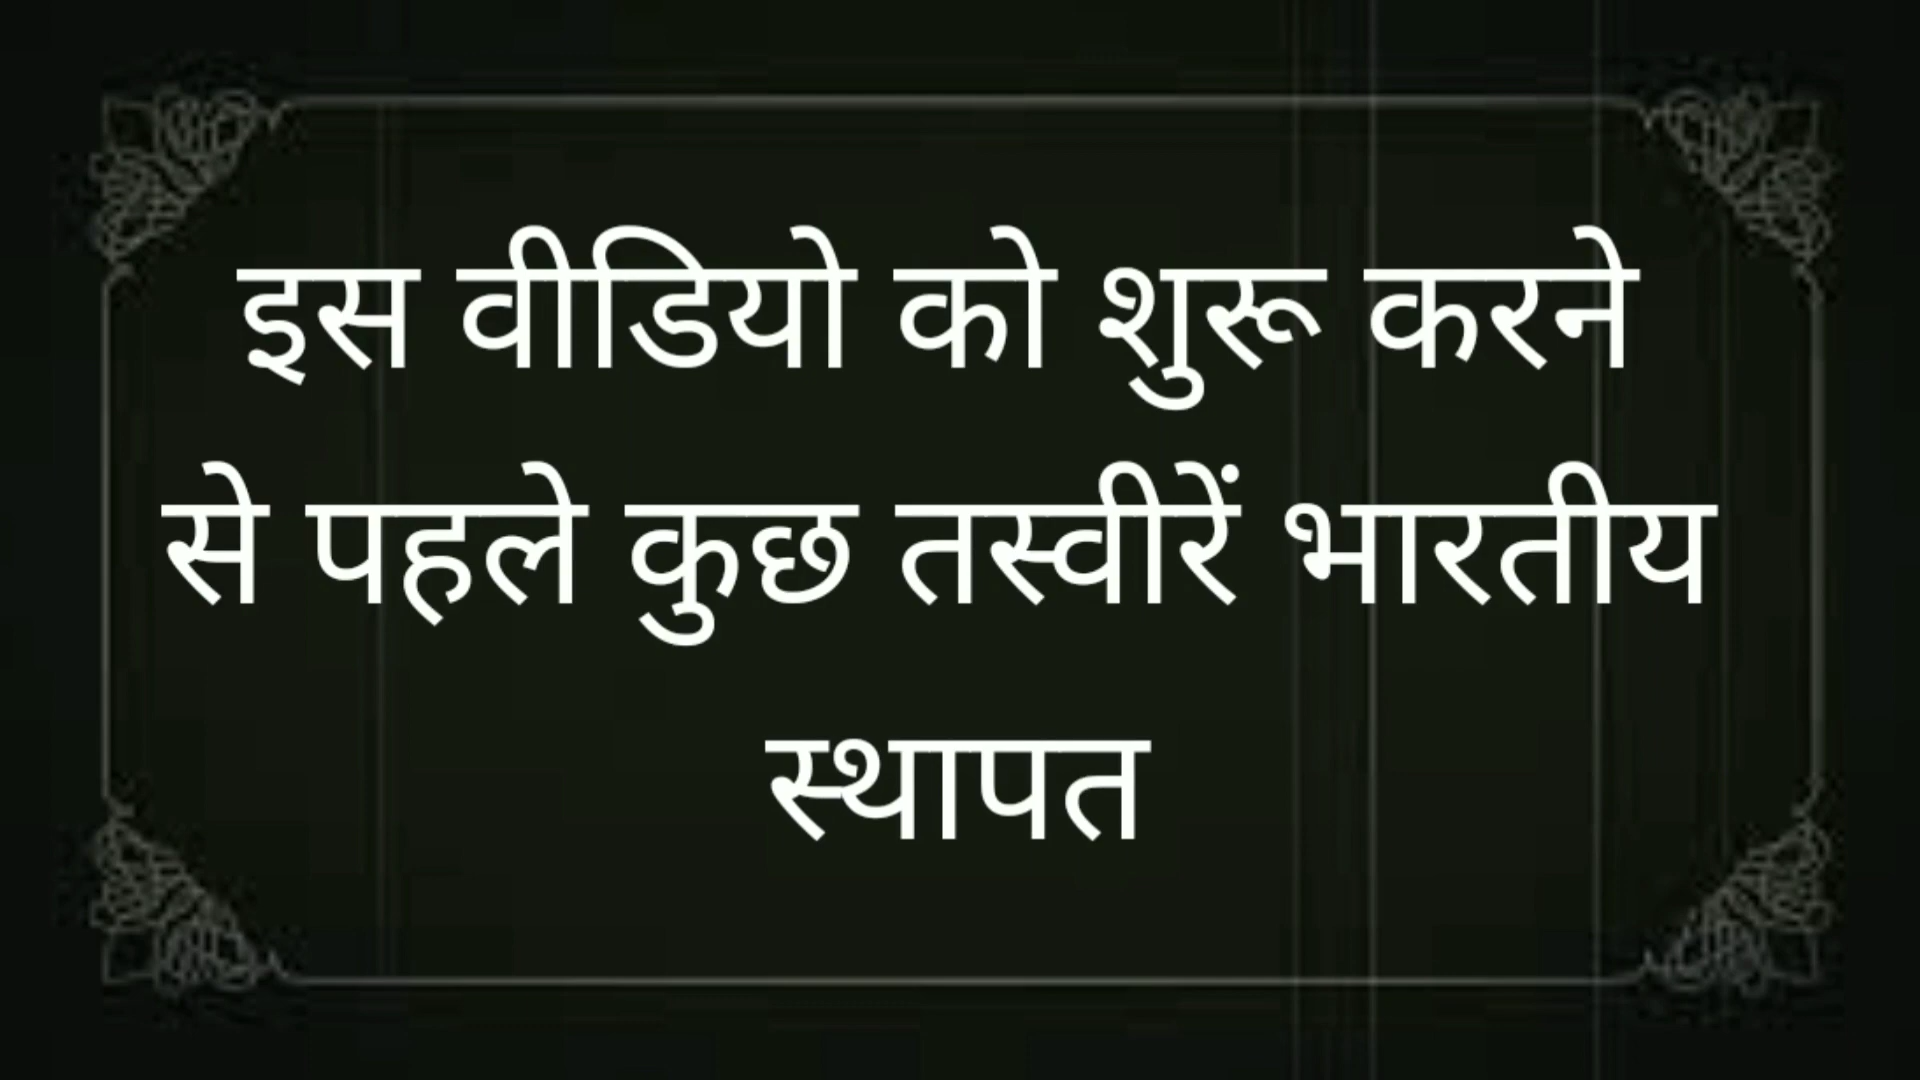 इस वीडियो को शुरू करने
से पहले कुछ तस्वीरें भारतीय
स्थापत